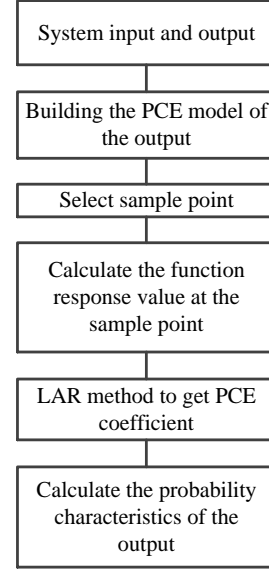 System input and output
Building the PCE model of
the output
Select sample point
Calculate the function
response value at the
sample point
LAR method to get PCE
coefficient
Calculate the probability
characteristics of the
output